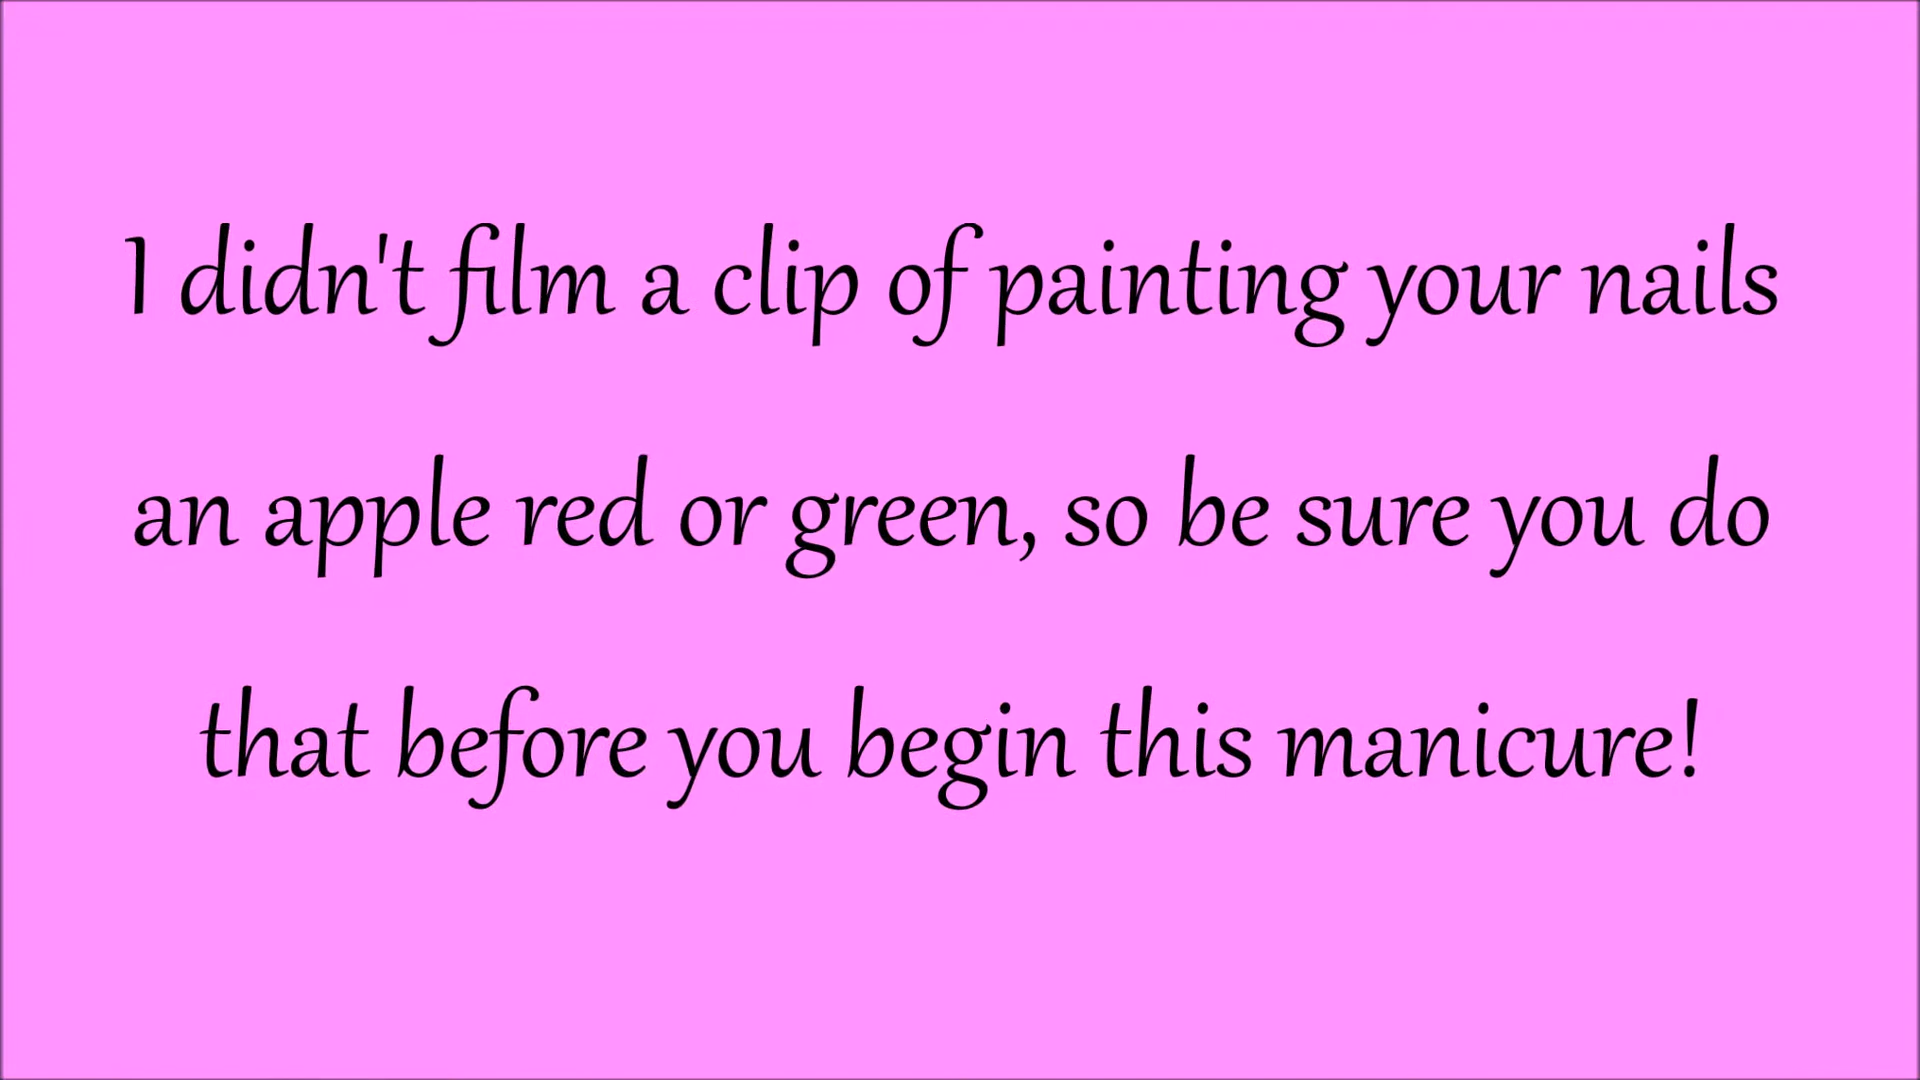 I didn't film a clip of painting your nails
an apple red or green, so be sure you do
that before you begin this manicure!